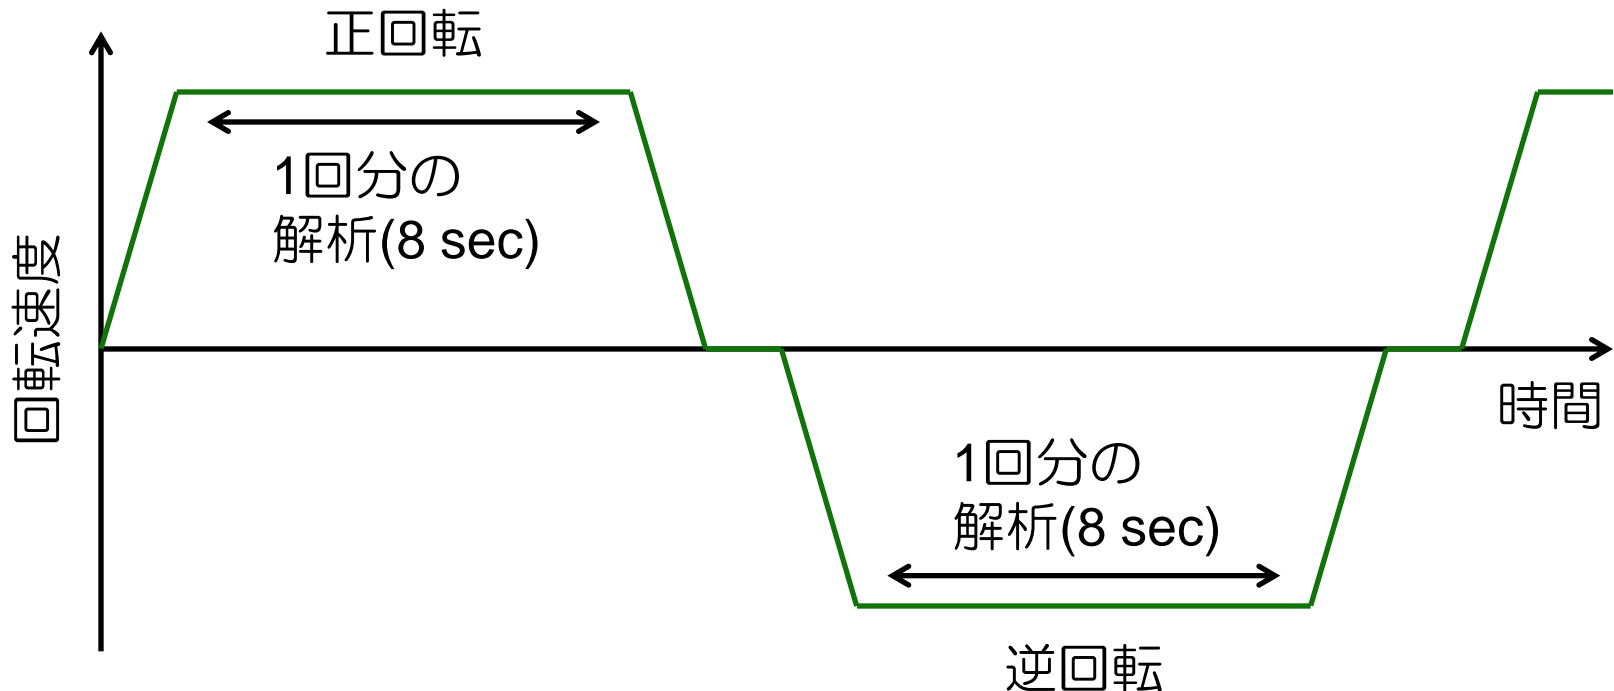 正回転
1回分の
解析(8 sec)
回転速度
時間
1回分の
解析(8 sec)
逆回転